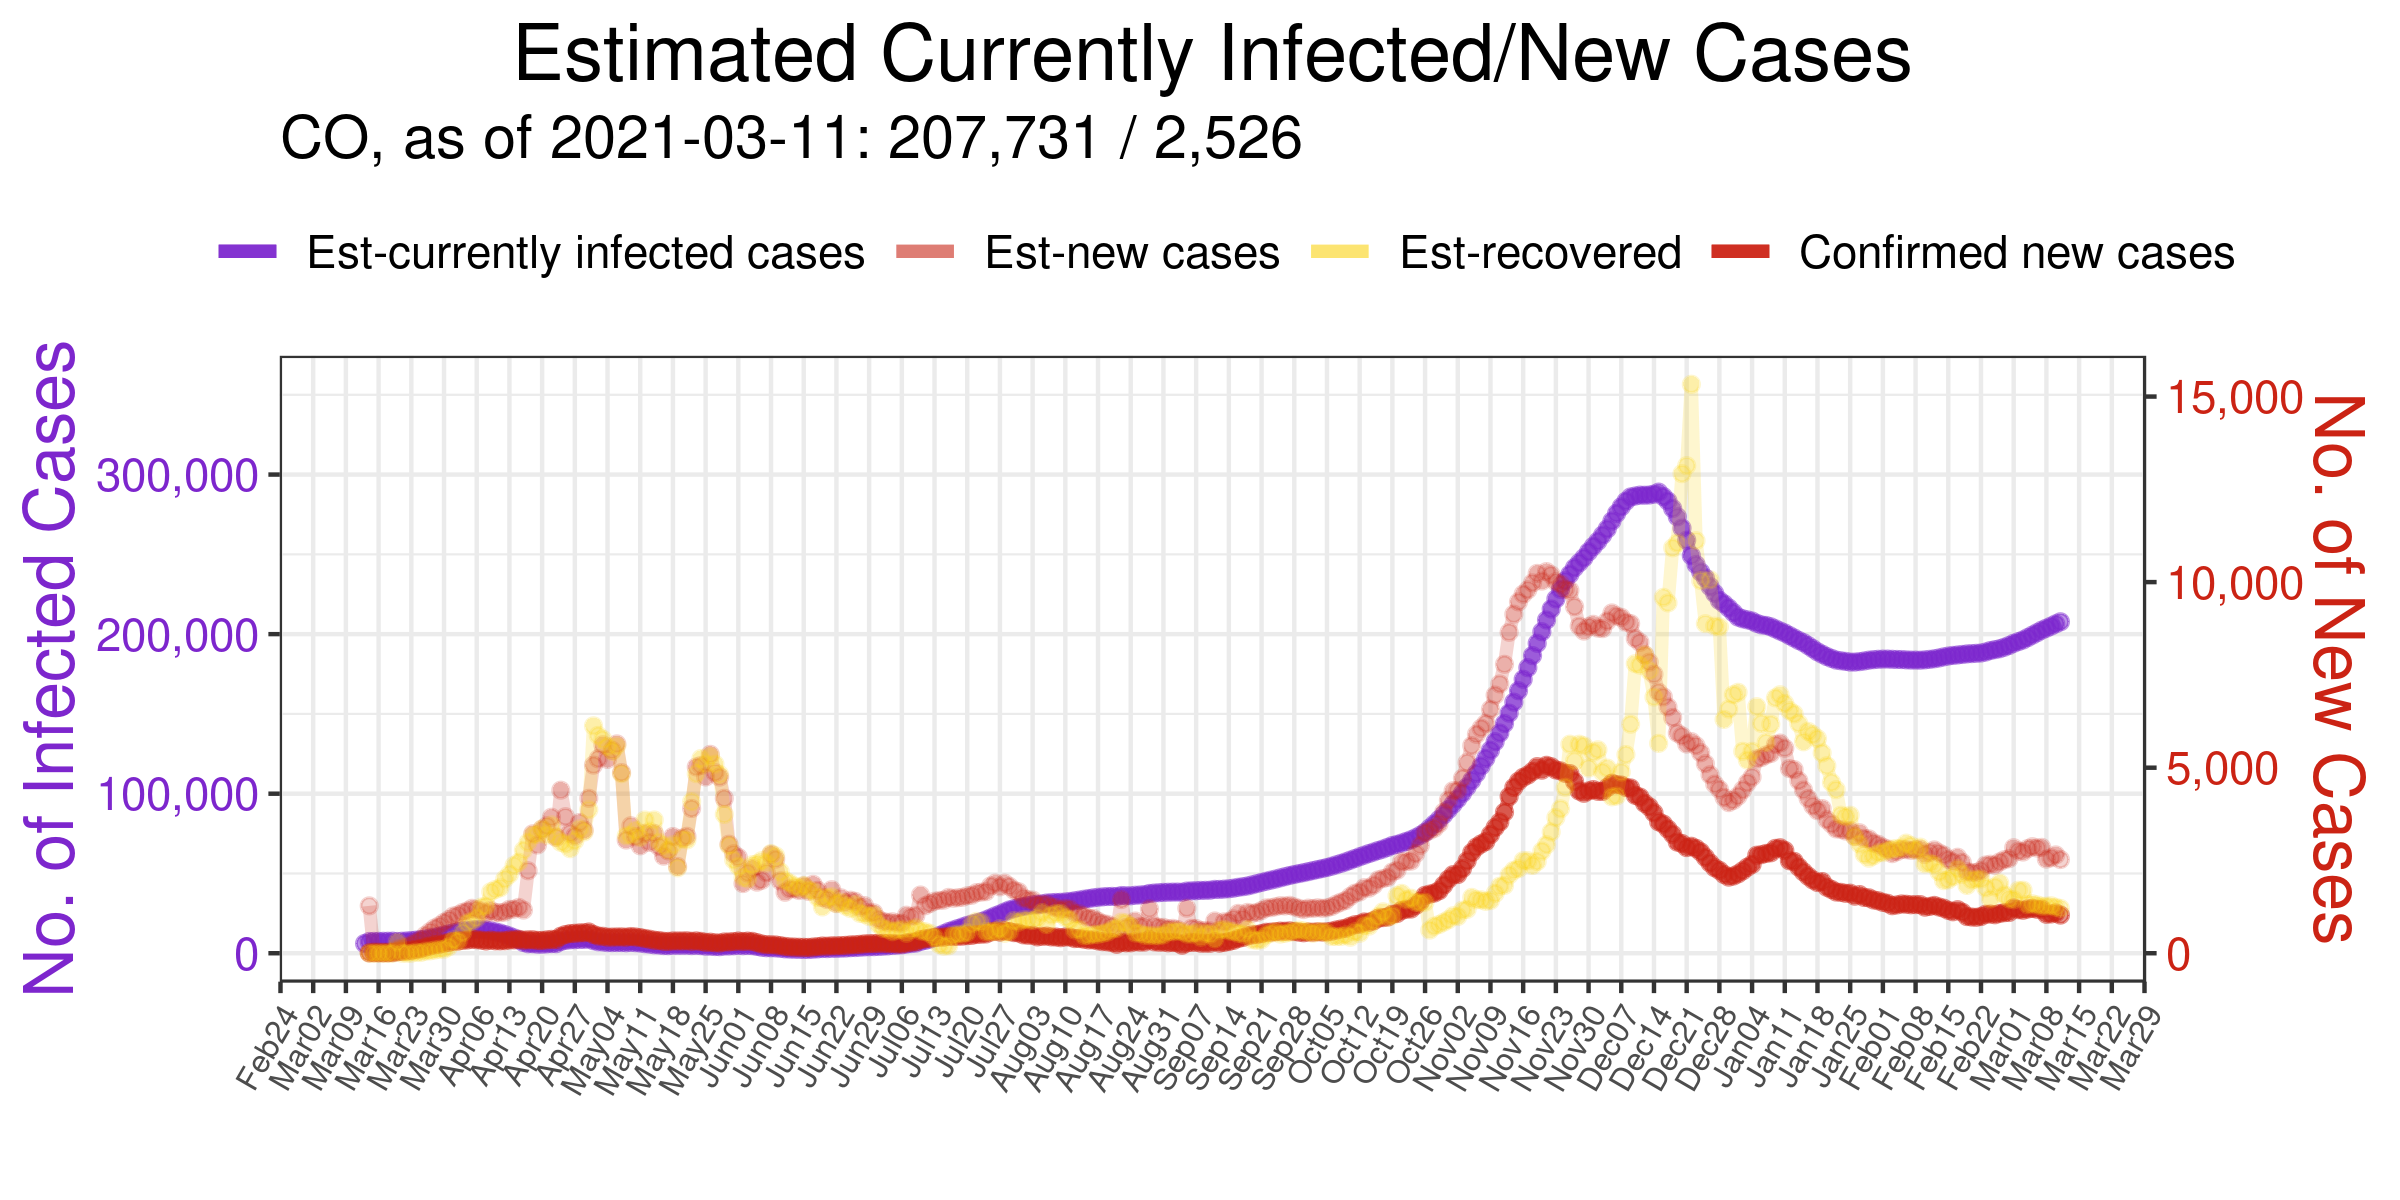 Estimated Currently Infected/New Cases
CO, as of 2021-03-11: 207,731 / 2,526
Est-currently infected cases Est-new cases Est-recovered Confirmed new cases
No. of Infected Cases
300,000
200,000
100,000
0
15,000
10,000
5,000
0
No. of New Cases
Feb24 Mar02 Mar09 Mar16 Mar23 Mar30 Apr06 Apr13 Apr20 Apr27 May04 May11 May18 May25 Jun01 Jun08 Jun15 Jun22 Jun29 Jul06 Jul13 Jul20 Jul27 Aug03 Aug10 Aug17 Aug24 Aug31 Sep07 Sep14 Sep21 Sep28 Oct05 Oct12 Oct19 Oct26 Nov02 Nov09 Nov16 Nov23 Nov30 Dec07 Dec14 Dec21 Dec28 Jan04 Jan11 Jan18 Jan25 Feb01 Feb08 Feb15 Feb22 Mar01 Mar08 Mar15 Mar22 Mar29